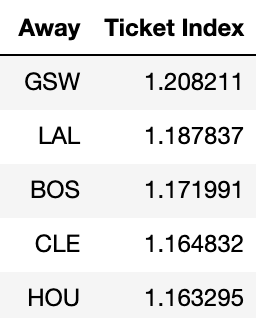 Away Ticket Index
GSW 1.208211
LAL 1.187837
BOS 1.171991
CLE 1.164832
HOU 1.163295